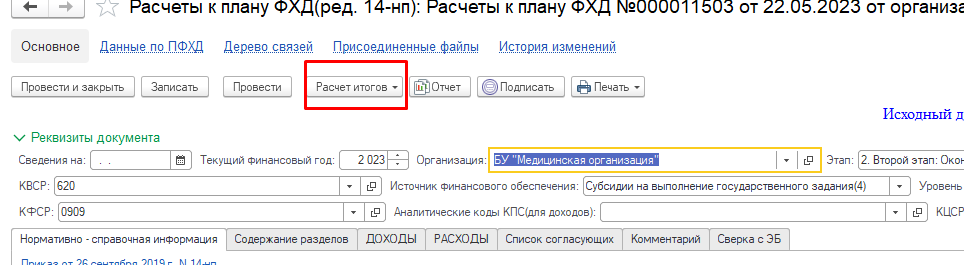 Расчеты к плану ФХД(ред. 14-нп): Расчеты к плану ФХД №000011503 от 22.05.2023 от организа
Основное Данные по ПФХД Дерево связей Присоединенные файлы История изменений
Провести и закрыть Записать Провести Расчет итогов Отчет Подписать Печать
Исходный д
Реквизиты документа
Сведения на: . . Текущий финансовый год: 2 023 Организация: БУ "Медицинская организация" Этап: 2. Второй этап: Окон
КВСР: 620 Источник финансового обеспечения: Субсидии на выполнение государственного задания(4) Уровень
КФСР: 0909 Аналитические коды КПС(для доходов): КЦСР
Нормативно - справочная информация Содержание разделов ДОХОДЫ РАСХОДЫ Список согласующих Комментарий Сверка с ЭБ
Приказ от 26 сентября 2019 г. N 14-нп